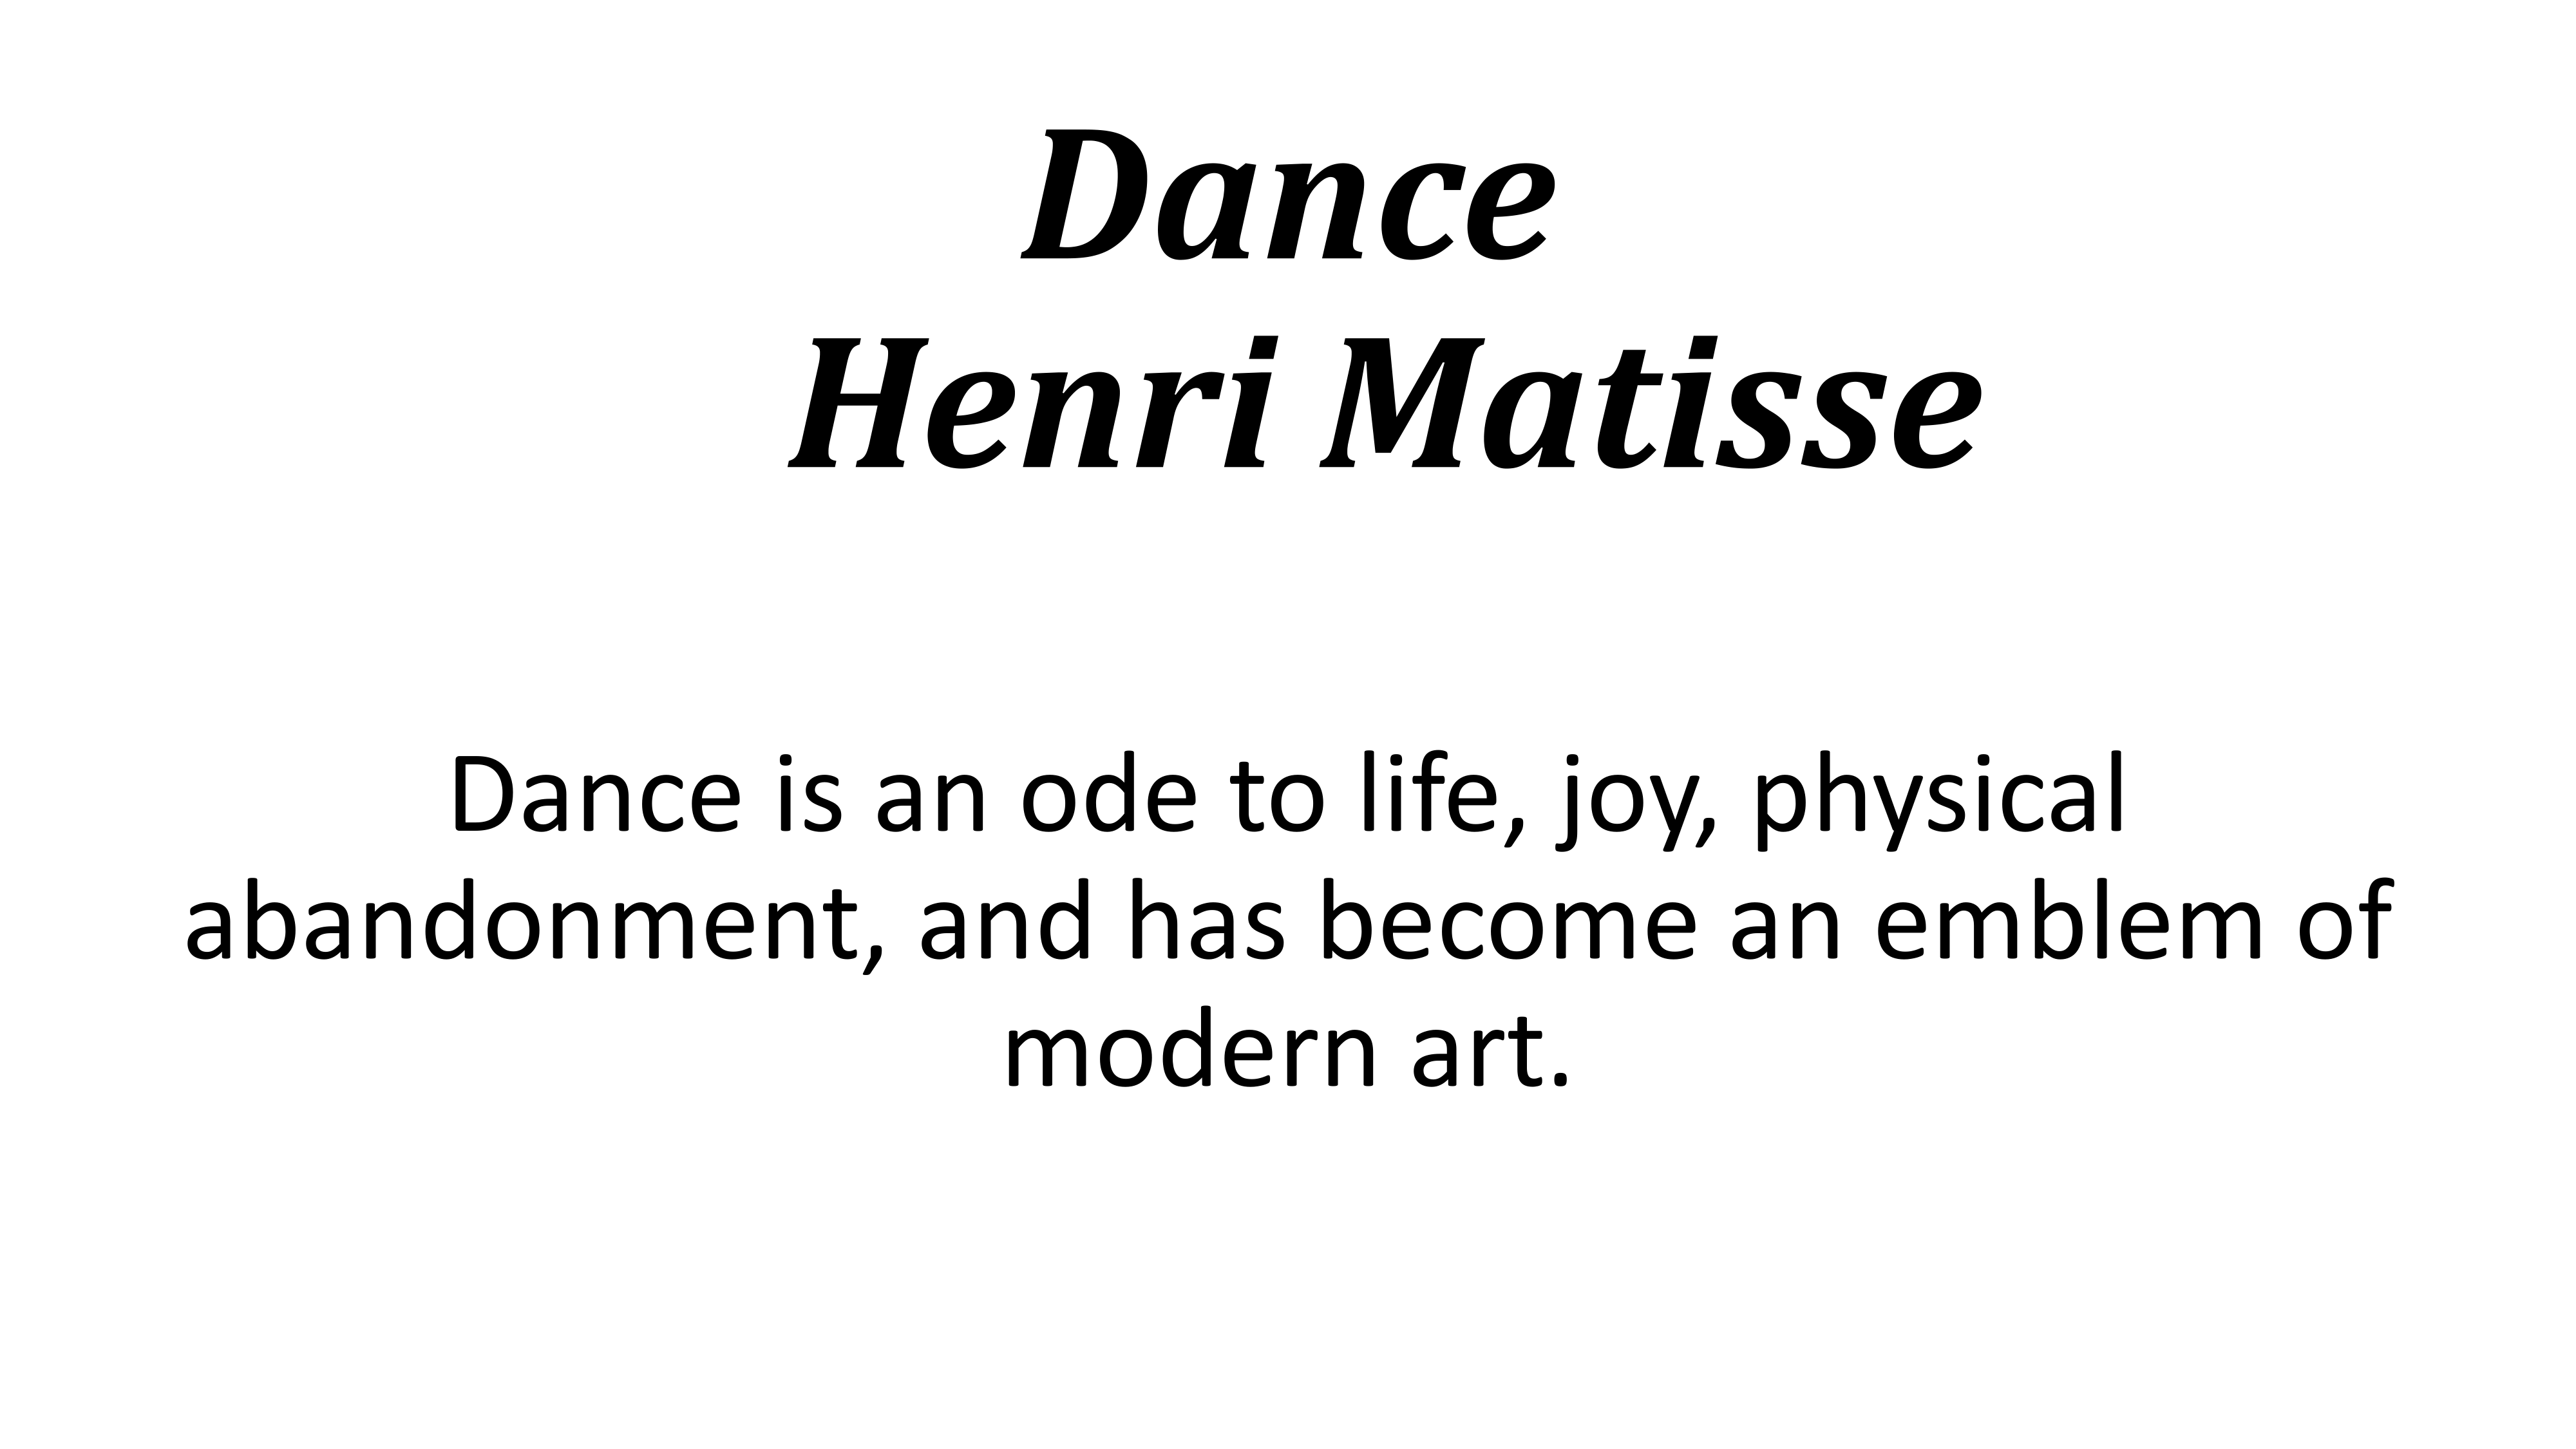 Dance
Henri Matisse
Dance is an ode to life, joy, physical
abandonment, and has become an emblem of
modern art.